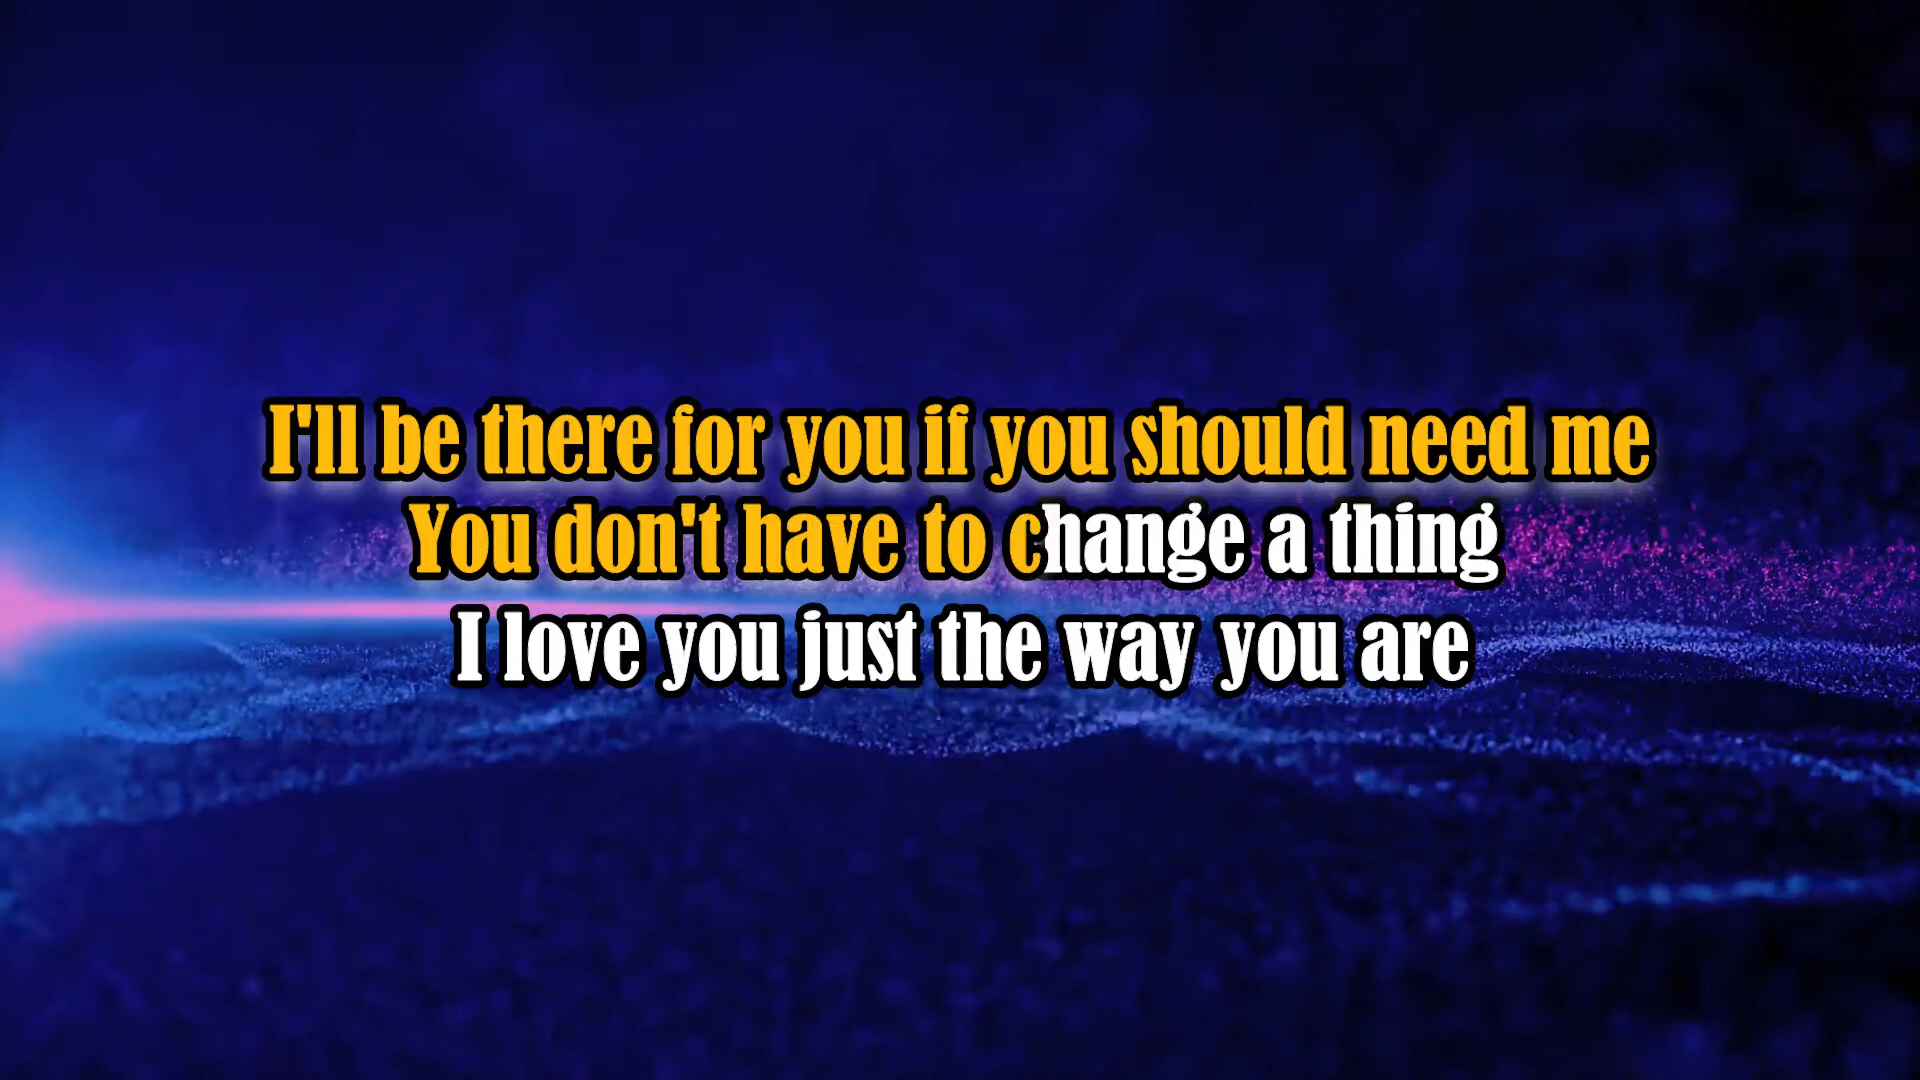 I'll be there for you if you should need me
You don't have to change a thing
I love you just the way you are